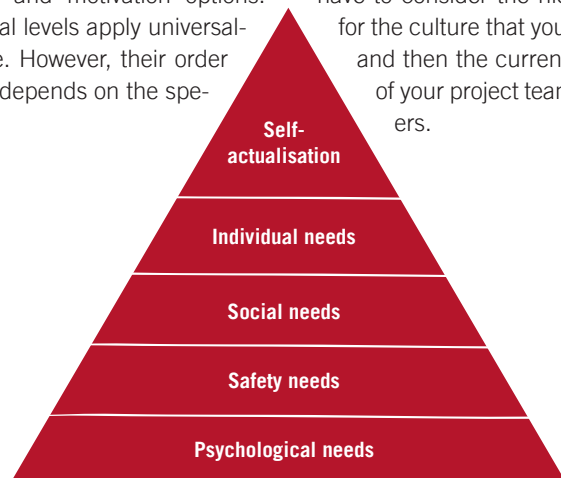 and motivation options.
al levels apply universal-
e. However, their order
depends on the spe-
have to consider the
for the culture that you
and then the curren
of your project team
ers.
Self-
actualisation
Individual needs
Social needs
Safety needs
Psychological needs